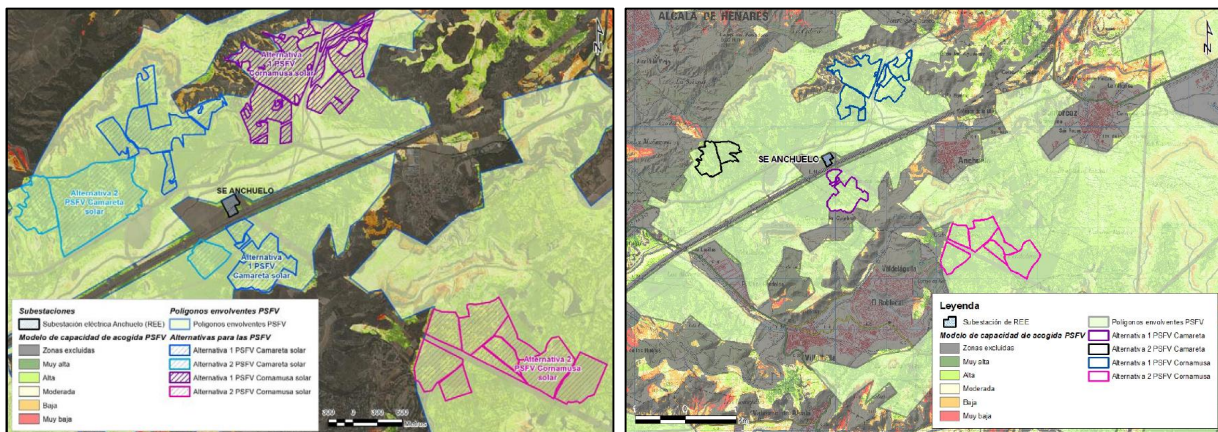 Alternativa
1 PSFV
Cornamusa solar
Alternativa 2
PSFV Camareta
solar
SE ANCHUELO
Alternativa
1 PSFV
Camareta solar
Alternativa 2
PSFV Cornamusa
solar
Subestaciones
Subestación eléctrica Anchuelo (REE)
Modelo de capacidad de acogida PSFV
Zonas excluidas
Muy alta
Alta
Moderada
Baja
Muy baja
Polígonos envolventes PSFV
Polígonos envolventes PSFV
Alternativas para las PSFV
Alternativa 1 PSFV Camareta solar
Alternativa 2 PSFV Camareta solar
Alternativa 1 PSFV Cornamusa solar
Alternativa 2 PSFV Cornamusa solar
Metros
ALCALÁ DE HENARES
SE ANCHUELO
Valdeláguila
Leyenda
Subestación de REE
Modelo de capacidad de acogida PSFV
Zonas excluidas
Muy alta
Alta
Moderada
Baja
Muy baja
Polígonos envolventes PSFV
Alternativa 1 PSFV Camareta
Alternativa 2 PSFV Camareta
Alternativa 1 PSFV Cornamusa
Alternativa 2 PSFV Cornamusa